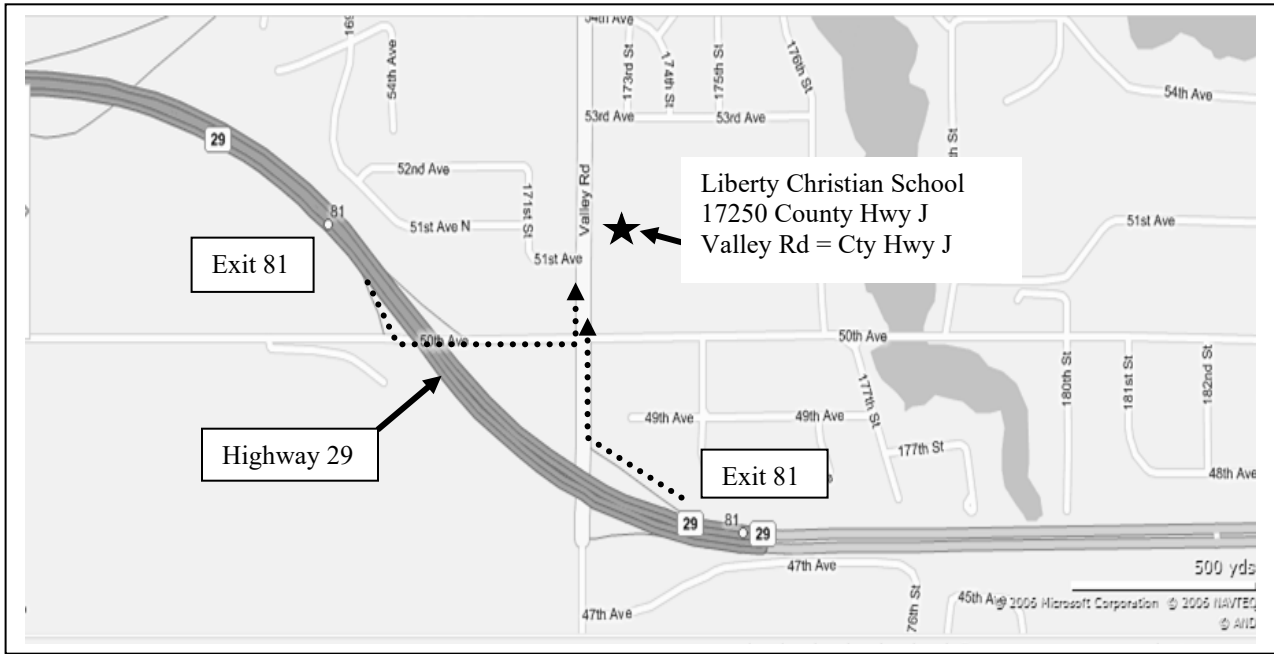 54th Ave
169
54th Ave
173rd St
174th St
175th St
176th St
54th Ave
53rd Ave
53rd Ave
29
52nd Ave
171st St
Valley Rd
Liberty Christian School
17250 County Hwy J
Valley Rd = Cty Hwy J
81
51st Ave N
51st Ave
51st Ave
Exit 81
50th Ave
50th Ave
177th St
180th St
181st St
182nd St
49th Ave
49th Ave
Highway 29
177th St
48th Ave
Exit 81
29
81
29
47th Ave
500 yds
47th Ave
76th St
45th Ave
© 2006 Microsoft Corporation © 2006 NAVTEQ
© AND